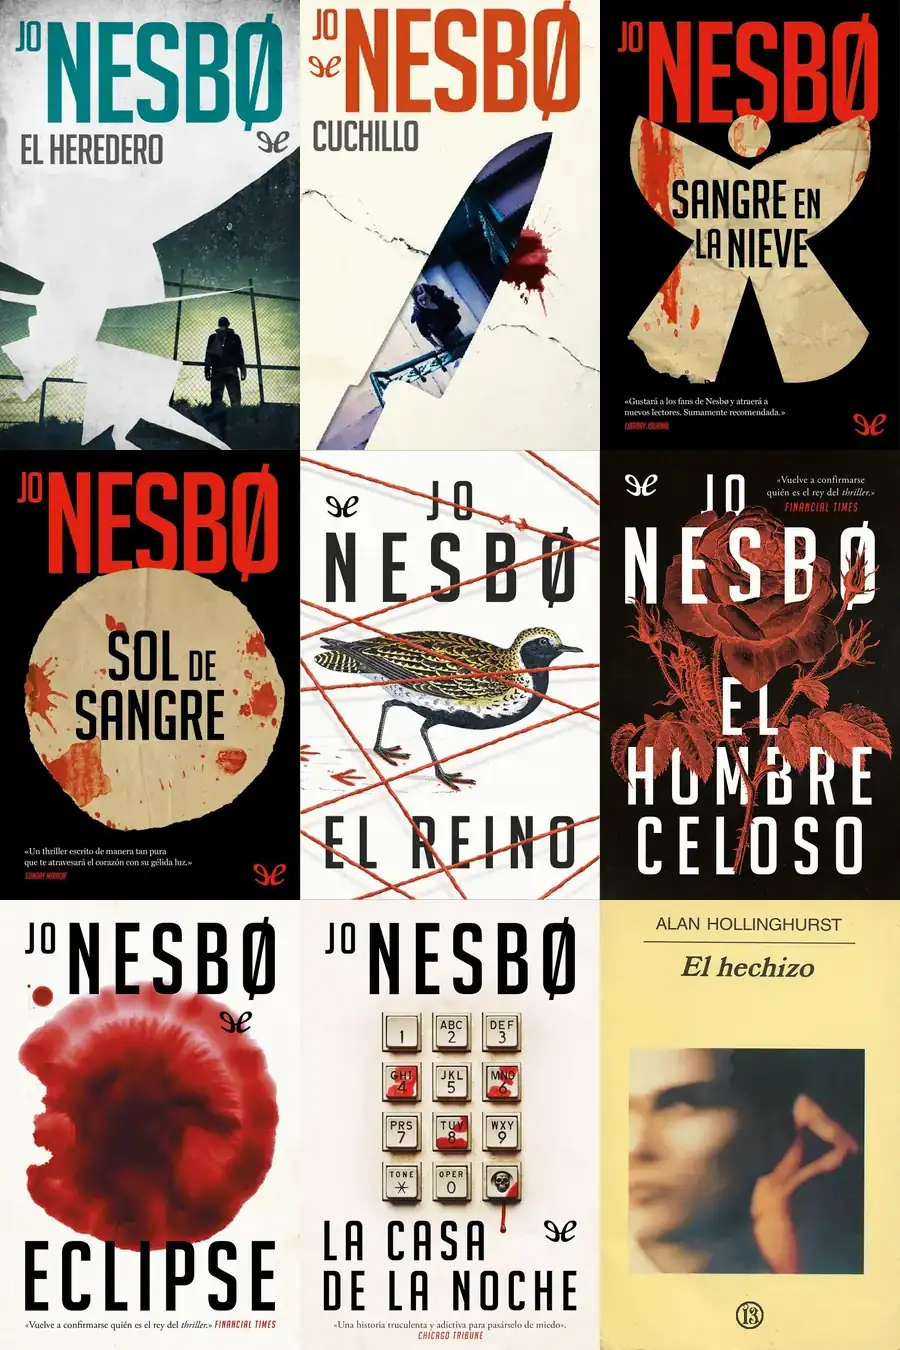 JO NESBØ
EL HEREDERO
JO NESBØ
CUCHILLO
JO NESBØ
SANGRE EN
LA NIEVE
«Gustará a los fans de Nesbø y atraerá a
nuevos lectores. Sumamente recomendada.»
LIBRARY JOURNAL
JO NESBØ
SOL DE
SANGRE
«Un thriller escrito de manera tan pura
que te atravesará el corazón con su gélida luz.»
SUNDAY MIRROR
JO
NESBØ
EL REINO
«Vuelve a confirmarse
quién es el rey del thriller.»
FINANCIAL TIMES
JO
NESBØ
EL
HOMBRE
CELOSO
JO NESBØ
ECLIPSE
«Vuelve a confirmarse quién es el rey del thriller.» FINANCIAL TIMES
JO NESBØ
1 ABC 2 DEF 3
GHI 4 JKL 5 MNO 6
PRS 7 TUV 8 WXY 9
TONE * OPER 0
LA CASA
DE LA NOCHE
«Una historia truculenta y adictiva para pasárselo de miedo».
CHICAGO TRIBUNE
ALAN HOLLINGHURST
El hechizo
13